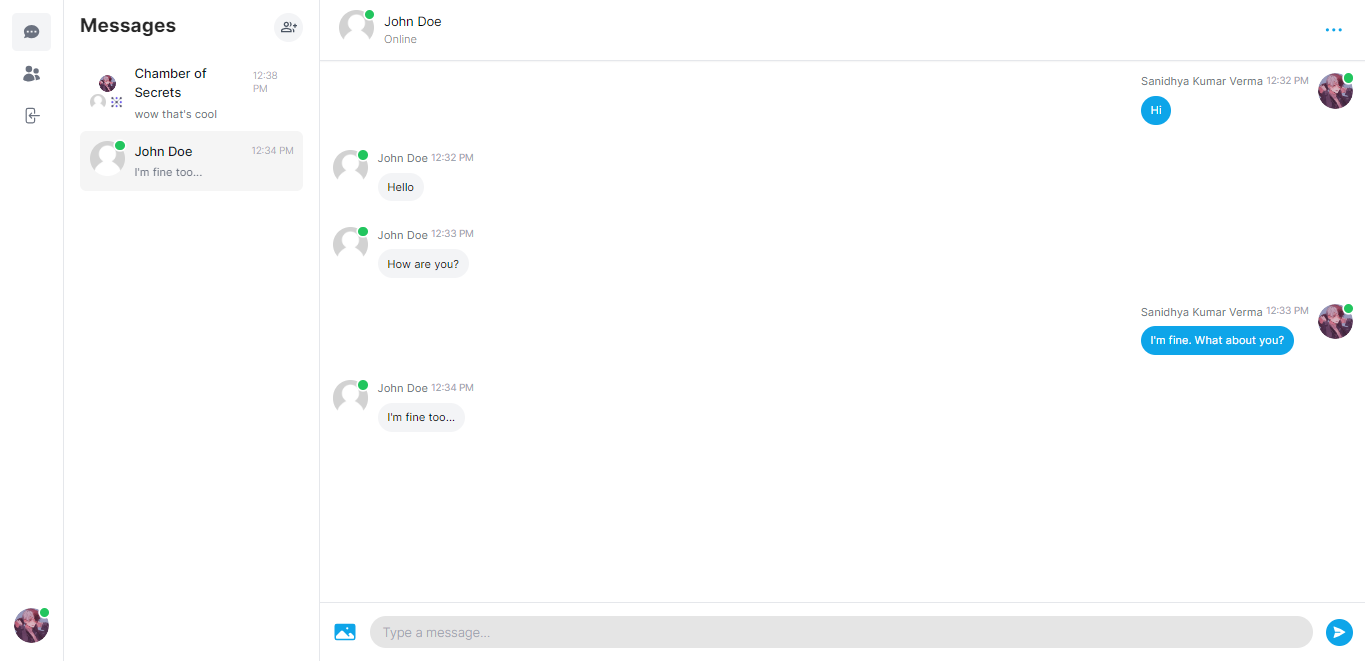 Messages
Chamber of
Secrets
12:38
PM
wow that's cool
John Doe 12:34 PM
I'm fine too...
John Doe
Online
Sanidhya Kumar Verma 12:32 PM
Hi
John Doe 12:32 PM
Hello
John Doe 12:33 PM
How are you?
Sanidhya Kumar Verma 12:33 PM
I'm fine. What about you?
John Doe 12:34 PM
I'm fine too...
Type a message...